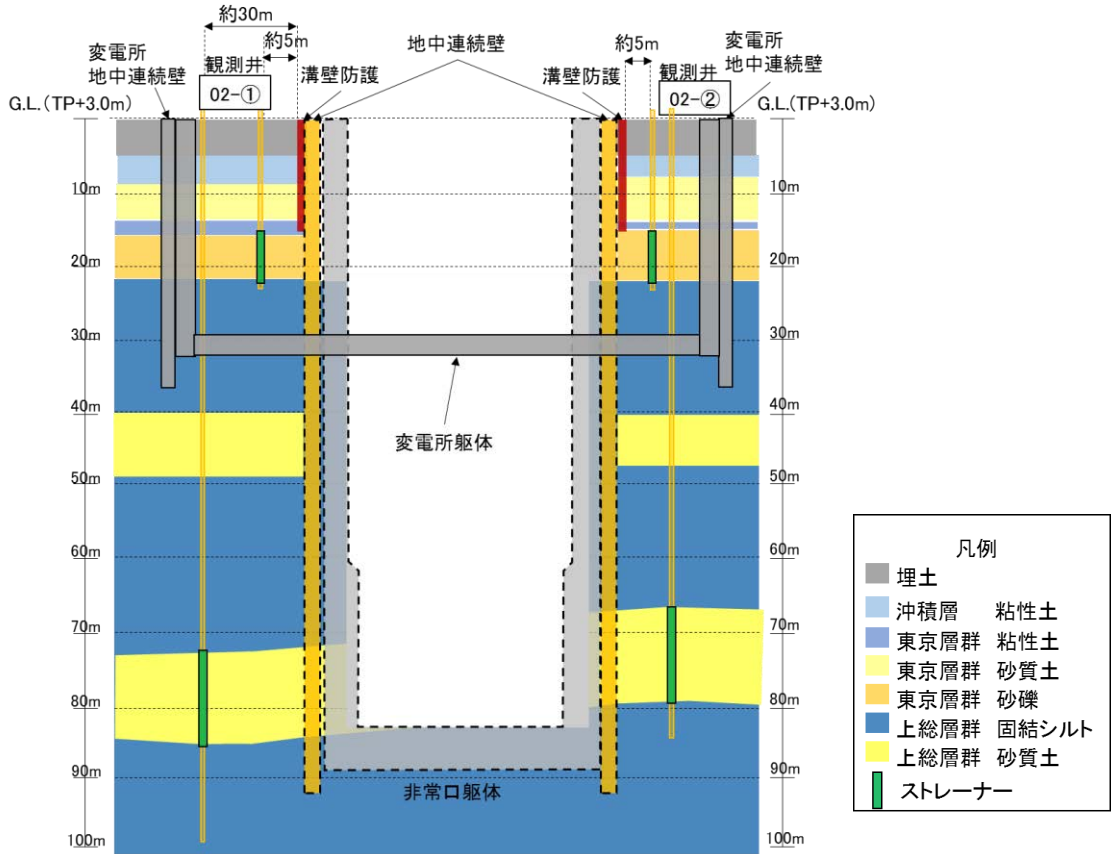 約30m
約5m
変電所
地中連続壁
観測井
02-①
溝壁防護
地中連続壁
溝壁防護
約5m
観測井
02-②
変電所
地中連続壁
G.L.(TP+3.0m)
G.L.(TP+3.0m)
10m
10m
20m
20m
30m
30m
変電所躯体
40m
40m
50m
50m
60m
60m
70m
70m
80m
80m
90m
90m
非常口躯体
100m
100m
凡例
埋土
沖積層 粘性土
東京層群 粘性土
東京層群 砂質土
東京層群 砂礫
上総層群 固結シルト
上総層群 砂質土
ストレーナー